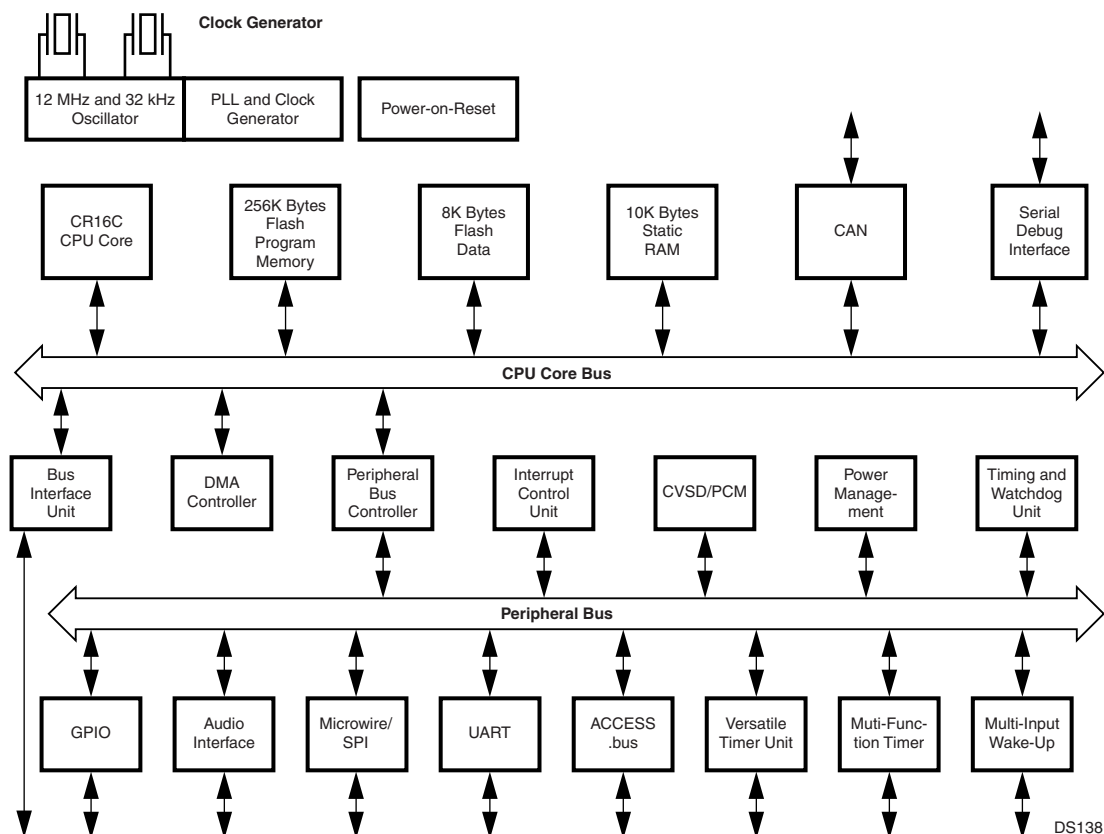 Clock Generator
12 MHz and 32 kHz
Oscillator
PLL and Clock
Generator
Power-on-Reset
CR16C
CPU Core
256K Bytes
Flash
Program
Memory
8K Bytes
Flash
Data
10K Bytes
Static
RAM
CAN
Serial
Debug
Interface
CPU Core Bus
Bus
Interface
Unit
DMA
Controller
Peripheral
Bus
Controller
Interrupt
Control
Unit
CVSD/PCM
Power
Manage-
ment
Timing and
Watchdog
Unit
Peripheral Bus
GPIO
Audio
Interface
Microwire/
SPI
UART
ACCESS
.bus
Versatile
Timer Unit
Muti-Func-
tion Timer
Multi-Input
Wake-Up
DS138